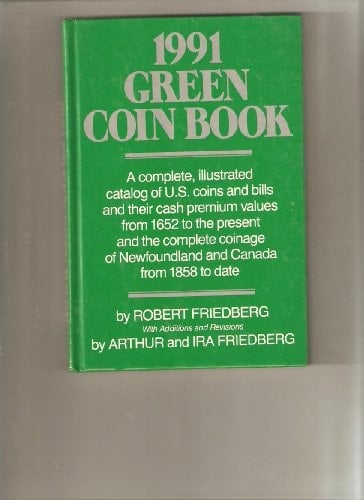 1991
GREEN
COIN BOOK
A complete, illustrated
catalog of U.S. coins and bills
and their cash premium values
from 1652 to the present
and the complete coinage
of Newfoundland and Canada
from 1858 to date
by ROBERT FRIEDBERG
With Additions and Revisions
by ARTHUR and IRA FRIEDBERG